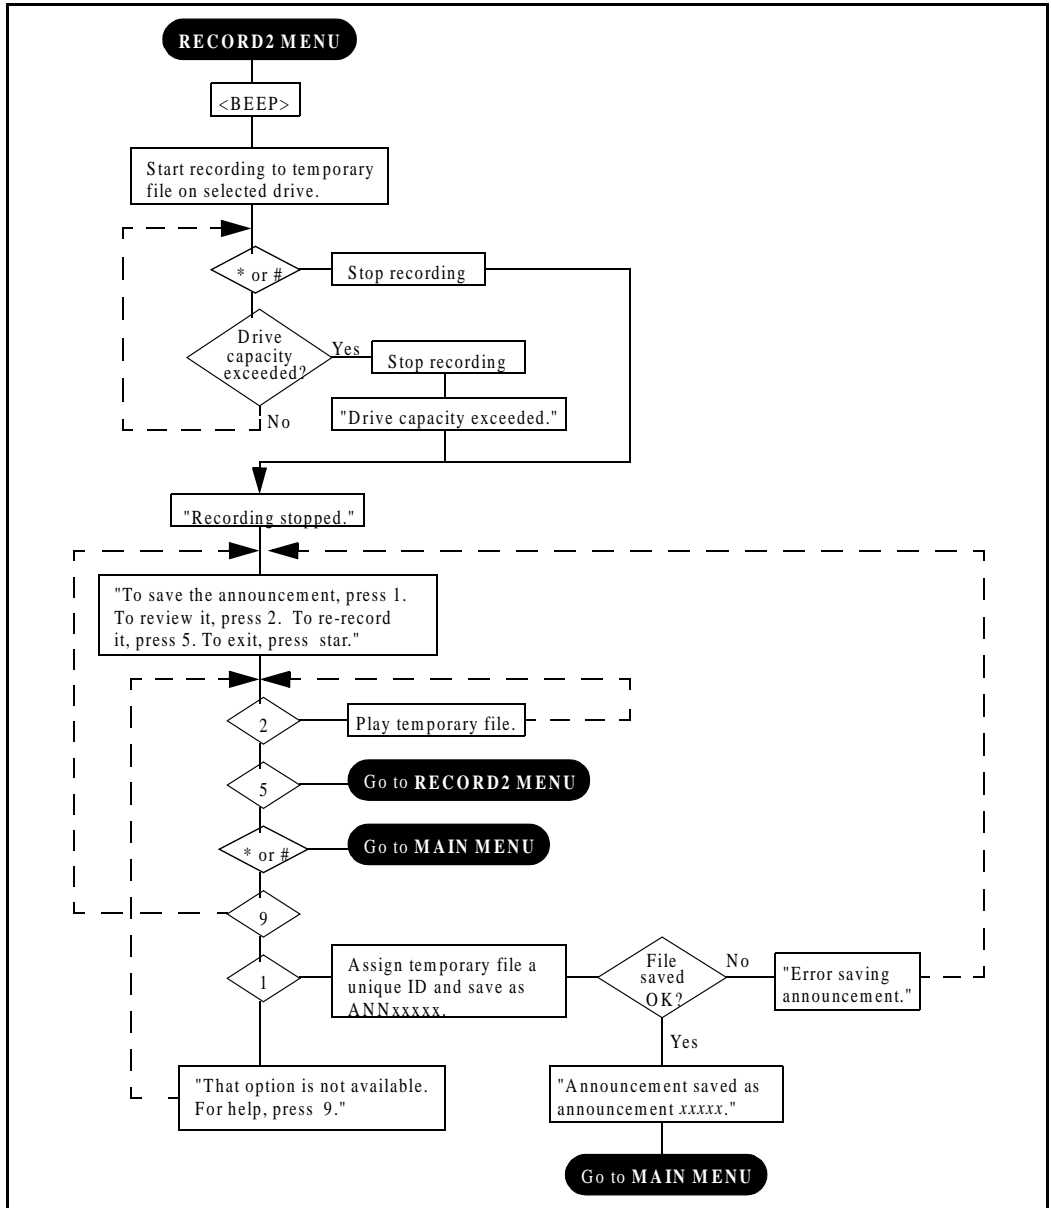 RECORD2 MENU
<BEEP>
Start recording to temporary
file on selected drive.
* or #
Stop recording
Drive
capacity
exceeded?
Yes
Stop recording
"Drive capacity exceeded."
No
"Recording stopped."
"To save the announcement, press 1.
To review it, press 2. To re-record
it, press 5. To exit, press star."
2
Play temporary file.
5
Go to RECORD2 MENU
* or #
Go to MAIN MENU
9
1
Assign temporary file a
unique ID and save as
ANNxxxxx.
File
saved
OK?
No
"Error saving
announcement."
Yes
"That option is not available.
For help, press 9."
"Announcement saved as
announcement xxxxx."
Go to MAIN MENU